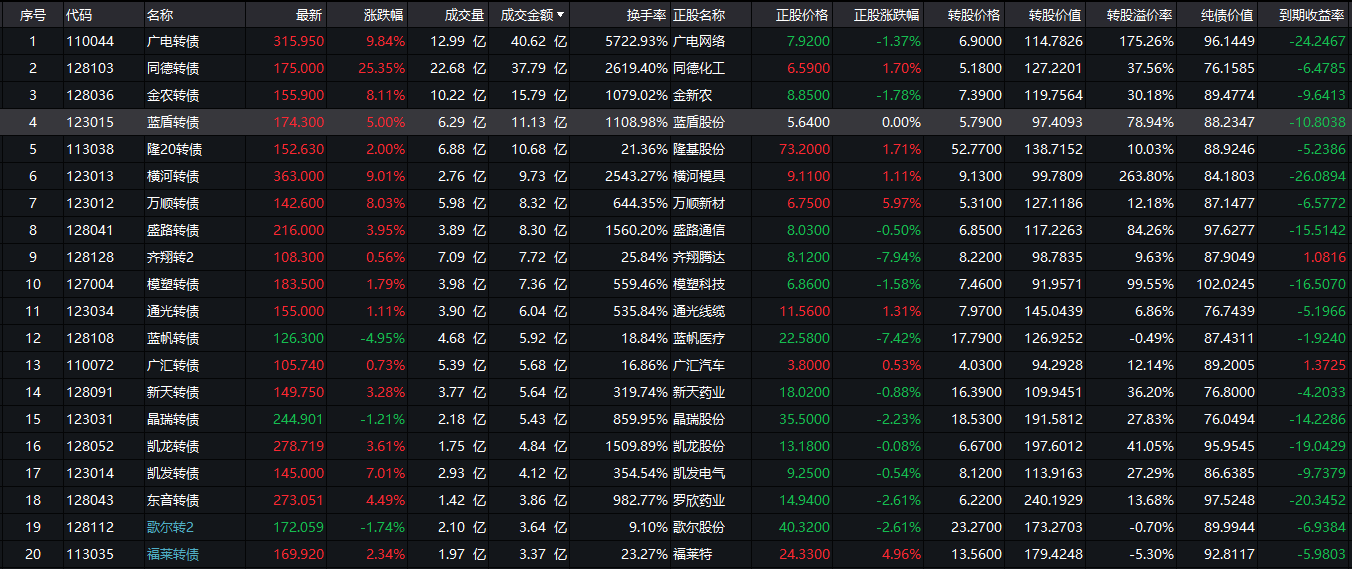 序号 代码 名称 最新 涨跌幅 成交量 成交金额▼ 换手率 正股名称 正股价格 正股涨跌幅 转股价格 转股价值 转股溢价率 纯债价值 到期收益率
1 110044 广电转债 315.950 9.84% 12.99 亿 40.62 亿 5722.93% 广电网络 7.9200 -1.37% 6.9000 114.7826 175.26% 96.1449 -24.2467
2 128103 同德转债 175.000 25.35% 22.68 亿 37.79 亿 2619.40% 同德化工 6.5900 1.70% 5.1800 127.2201 37.56% 76.1585 -6.4785
3 128036 金农转债 155.900 8.11% 10.22 亿 15.79 亿 1079.02% 金新农 8.8500 -1.78% 7.3900 119.7564 30.18% 89.4774 -9.6413
4 123015 蓝盾转债 174.300 5.00% 6.29 亿 11.13 亿 1108.98% 蓝盾股份 5.6400 0.00% 5.7900 97.4093 78.94% 88.2347 -10.8038
5 113038 隆20转债 152.630 2.00% 6.88 亿 10.68 亿 21.36% 隆基股份 73.2000 1.71% 52.7700 138.7152 10.03% 88.9246 -5.2386
6 123013 横河转债 363.000 9.01% 2.76 亿 9.73 亿 2543.27% 横河模具 9.1100 1.11% 9.1300 99.7809 263.80% 84.1803 -26.0894
7 123012 万顺转债 142.600 8.03% 5.98 亿 8.32 亿 644.35% 万顺新材 6.7500 5.97% 5.3100 127.1186 12.18% 87.1477 -6.5772
8 128041 盛路转债 216.000 3.95% 3.89 亿 8.30 亿 1560.20% 盛路通信 8.0300 -0.50% 6.8500 117.2263 84.26% 97.6277 -15.5142
9 128128 齐翔转2 108.300 0.56% 7.09 亿 7.72 亿 25.84% 齐翔腾达 8.1200 -7.94% 8.2200 98.7835 9.63% 87.9049 1.0816
10 127004 模塑转债 183.500 1.79% 3.98 亿 7.36 亿 559.46% 模塑科技 6.8600 -1.58% 7.4600 91.9571 99.55% 102.0245 -16.5070
11 123034 通光转债 155.000 1.11% 3.90 亿 6.04 亿 535.84% 通光线缆 11.5600 1.31% 7.9700 145.0439 6.86% 76.7439 -5.1966
12 128108 蓝帆转债 126.300 -4.95% 4.68 亿 5.92 亿 18.84% 蓝帆医疗 22.5800 -7.42% 17.7900 126.9252 -0.49% 87.4311 -1.9240
13 110072 广汇转债 105.740 0.73% 5.39 亿 5.68 亿 16.86% 广汇汽车 3.8000 0.53% 4.0300 94.2928 12.14% 89.2005 1.3725
14 128091 新天转债 149.750 3.28% 3.77 亿 5.64 亿 319.74% 新天药业 18.0200 -0.88% 16.3900 109.9451 36.20% 76.8000 -4.2033
15 123031 晶瑞转债 244.901 -1.21% 2.18 亿 5.43 亿 859.95% 晶瑞股份 35.5000 -2.23% 18.5300 191.5812 27.83% 76.0494 -14.2286
16 128052 凯龙转债 278.719 3.61% 1.75 亿 4.84 亿 1509.89% 凯龙股份 13.1800 -0.08% 6.6700 197.6012 41.05% 95.9545 -19.0429
17 123014 凯发转债 145.000 7.01% 2.93 亿 4.12 亿 354.54% 凯发电气 9.2500 -0.54% 8.1200 113.9163 27.29% 86.6385 -9.7379
18 128043 东音转债 273.051 4.49% 1.42 亿 3.86 亿 982.77% 罗欣药业 14.9400 -2.61% 6.2200 240.1929 13.68% 97.5248 -20.3452
19 128112 歌尔转2 172.059 -1.74% 2.10 亿 3.64 亿 9.10% 歌尔股份 40.3200 -2.61% 23.2700 173.2703 -0.70% 89.9944 -6.9384
20 113035 福莱转债 169.920 2.34% 1.97 亿 3.37 亿 23.27% 福莱特 24.3300 4.96% 13.5600 179.4248 -5.30% 92.8117 -5.9803